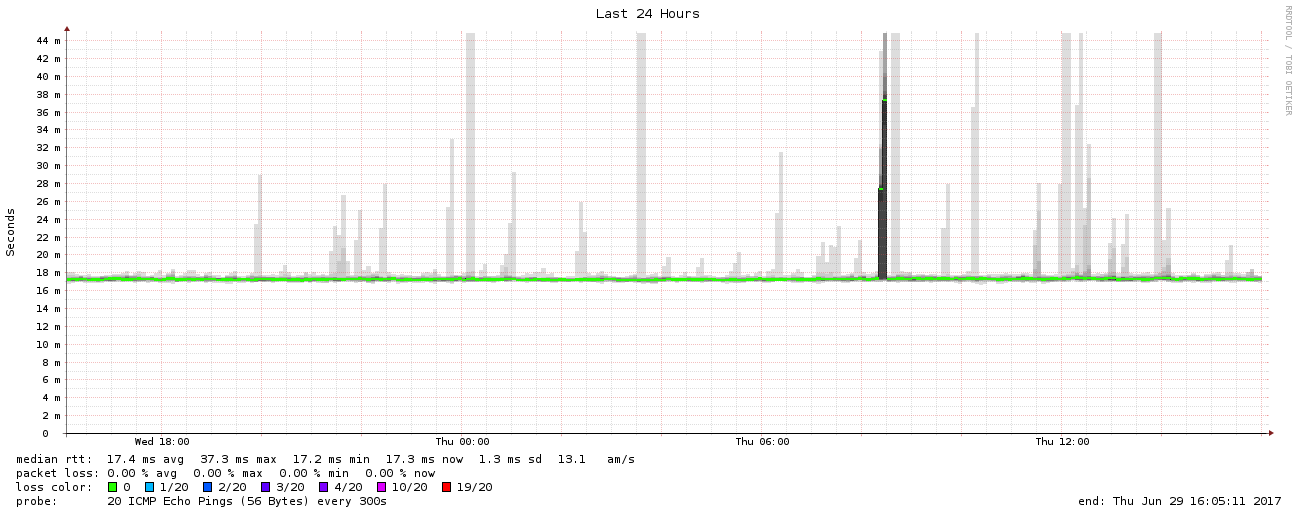 Last 24 Hours
RRDTOOL / TOBI OETIKER
Seconds
44 m
42 m
40 m
38 m
36 m
34 m
32 m
30 m
28 m
26 m
24 m
22 m
20 m
18 m
16 m
14 m
12 m
10 m
8 m
6 m
4 m
2 m
0
Wed 18:00 Thu 00:00 Thu 06:00 Thu 12:00
median rtt: 17.4 ms avg 37.3 ms max 17.2 ms min 17.3 ms now 1.3 ms sd 13.1 am/s
packet loss: 0.00 % avg 0.00 % max 0.00 % min 0.00 % now
loss color: 0 1/20 2/20 3/20 4/20 10/20 19/20
probe: 20 ICMP Echo Pings (56 Bytes) every 300s end: Thu Jun 29 16:05:11 2017